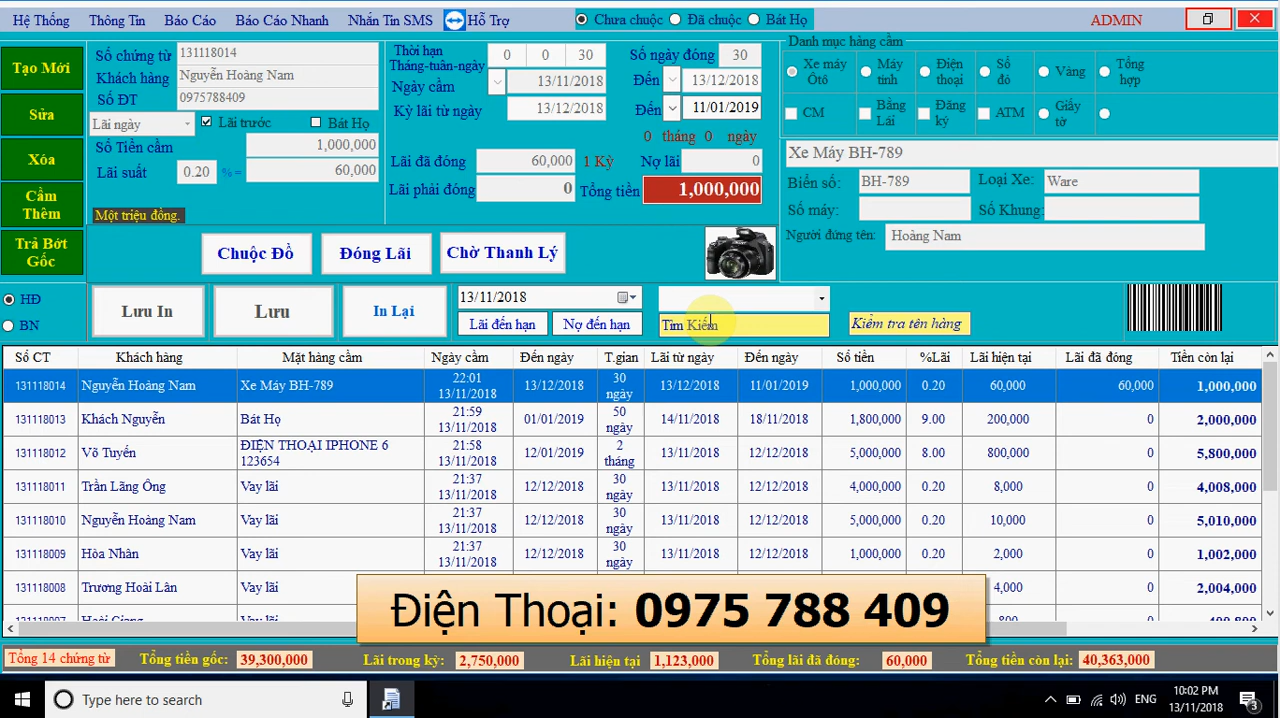 Hệ Thống Thông Tin Báo Cáo Báo Cáo Nhanh Nhắn Tin SMS Hỗ Trợ Chưa chuộc Đã chuộc Bát Họ ADMIN
Tạo Mới
Sửa
Xóa
Cầm Thêm
Trả Bớt Gốc
Số chứng từ 131118014
Khách hàng Nguyễn Hoàng Nam
Số ĐT 0975788409
Lãi ngày Lãi trước Bát Họ
Số Tiền cầm 1,000,000
Lãi suất 0.20 %= 60,000
Một triệu đồng.
Thời hạn Tháng-tuần-ngày 0 0 30 Số ngày đóng 30
Ngày cầm 13/11/2018 Đến 13/12/2018
Kỳ lãi từ ngày 13/12/2018 Đến 11/01/2019
0 tháng 0 ngày
Lãi đã đóng 60,000 1 Kỳ Nợ lãi 0
Lãi phải đóng 0 Tổng tiền 1,000,000
Danh mục hàng cầm
Xe máy Ôtô Máy tính Điện thoại Sổ đỏ Vàng Tổng hợp
CM Bằng Lái Đăng ký ATM Giấy tờ
Xe Máy BH-789
Biển số: BH-789 Loại Xe: Ware
Số máy: Số Khung:
Người đứng tên: Hoàng Nam
Chuộc Đồ Đóng Lãi Chờ Thanh Lý
HĐ
BN
Lưu In Lưu In Lại
13/11/2018
Lãi đến hạn Nợ đến hạn Tìm Kiếm Kiểm tra tên hàng
Số CT Khách hàng Mặt hàng cầm Ngày cầm Đến ngày T.gian Lãi từ ngày Đến ngày Số tiền %Lãi Lãi hiện tại Lãi đã đóng Tiền còn lại
131118014 Nguyễn Hoàng Nam Xe Máy BH-789 22:01 13/11/2018 13/12/2018 30 ngày 13/12/2018 11/01/2019 1,000,000 0.20 60,000 60,000 1,000,000
131118013 Khách Nguyễn Bát Họ 21:59 13/11/2018 01/01/2019 50 ngày 14/11/2018 18/11/2018 1,800,000 9.00 200,000 0 2,000,000
131118012 Võ Tuyến ĐIỆN THOẠI IPHONE 6 123654 21:58 13/11/2018 12/01/2019 2 tháng 13/11/2018 12/12/2018 5,000,000 8.00 800,000 0 5,800,000
131118011 Trần Lãng Ông Vay lãi 21:37 13/11/2018 12/12/2018 30 ngày 13/11/2018 12/12/2018 4,000,000 0.20 8,000 0 4,008,000
131118010 Nguyễn Hoàng Nam Vay lãi 21:37 13/11/2018 12/12/2018 30 ngày 13/11/2018 12/12/2018 5,000,000 0.20 10,000 0 5,010,000
131118009 Hòa Nhân Vay lãi 21:37 13/11/2018 12/12/2018 30 ngày 13/11/2018 12/12/2018 1,000,000 0.20 2,000 0 1,002,000
131118008 Trương Hoài Lân Vay lãi 4,000 0 2,004,000
Điện Thoại: 0975 788 409
Tổng 14 chứng từ Tổng tiền gốc: 39,300,000 Lãi trong kỳ: 2,750,000 Lãi hiện tại 1,123,000 Tổng lãi đã đóng: 60,000 Tổng tiền còn lại: 40,363,000
Type here to search ENG 10:02 PM 13/11/2018 3